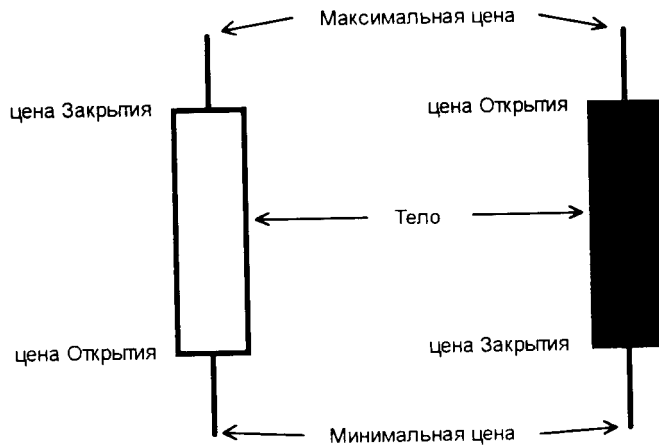 Максимальная цена
цена Закрытия
цена Открытия
Тело
цена Открытия
цена Закрытия
Минимальная цена